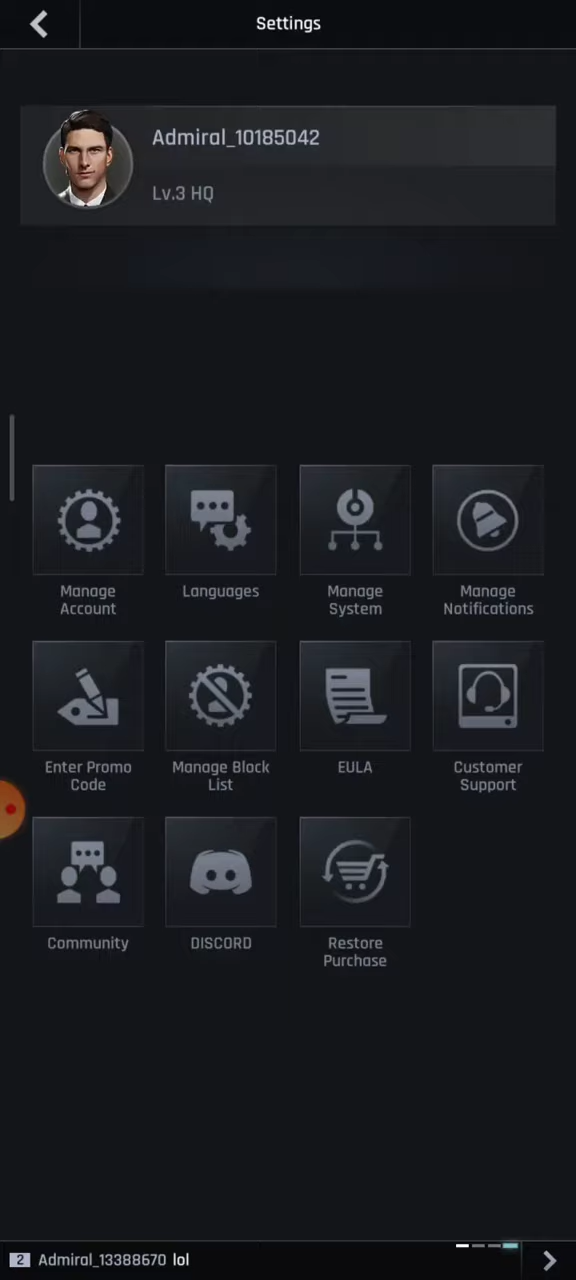 Settings
Admiral_10185042
Lv.3 HQ
Manage
Account
Languages
Manage
System
Manage
Notifications
Enter Promo
Code
Manage Block
List
EULA
Customer
Support
Community
DISCORD
Restore
Purchase
2 Admiral_13388670 lol